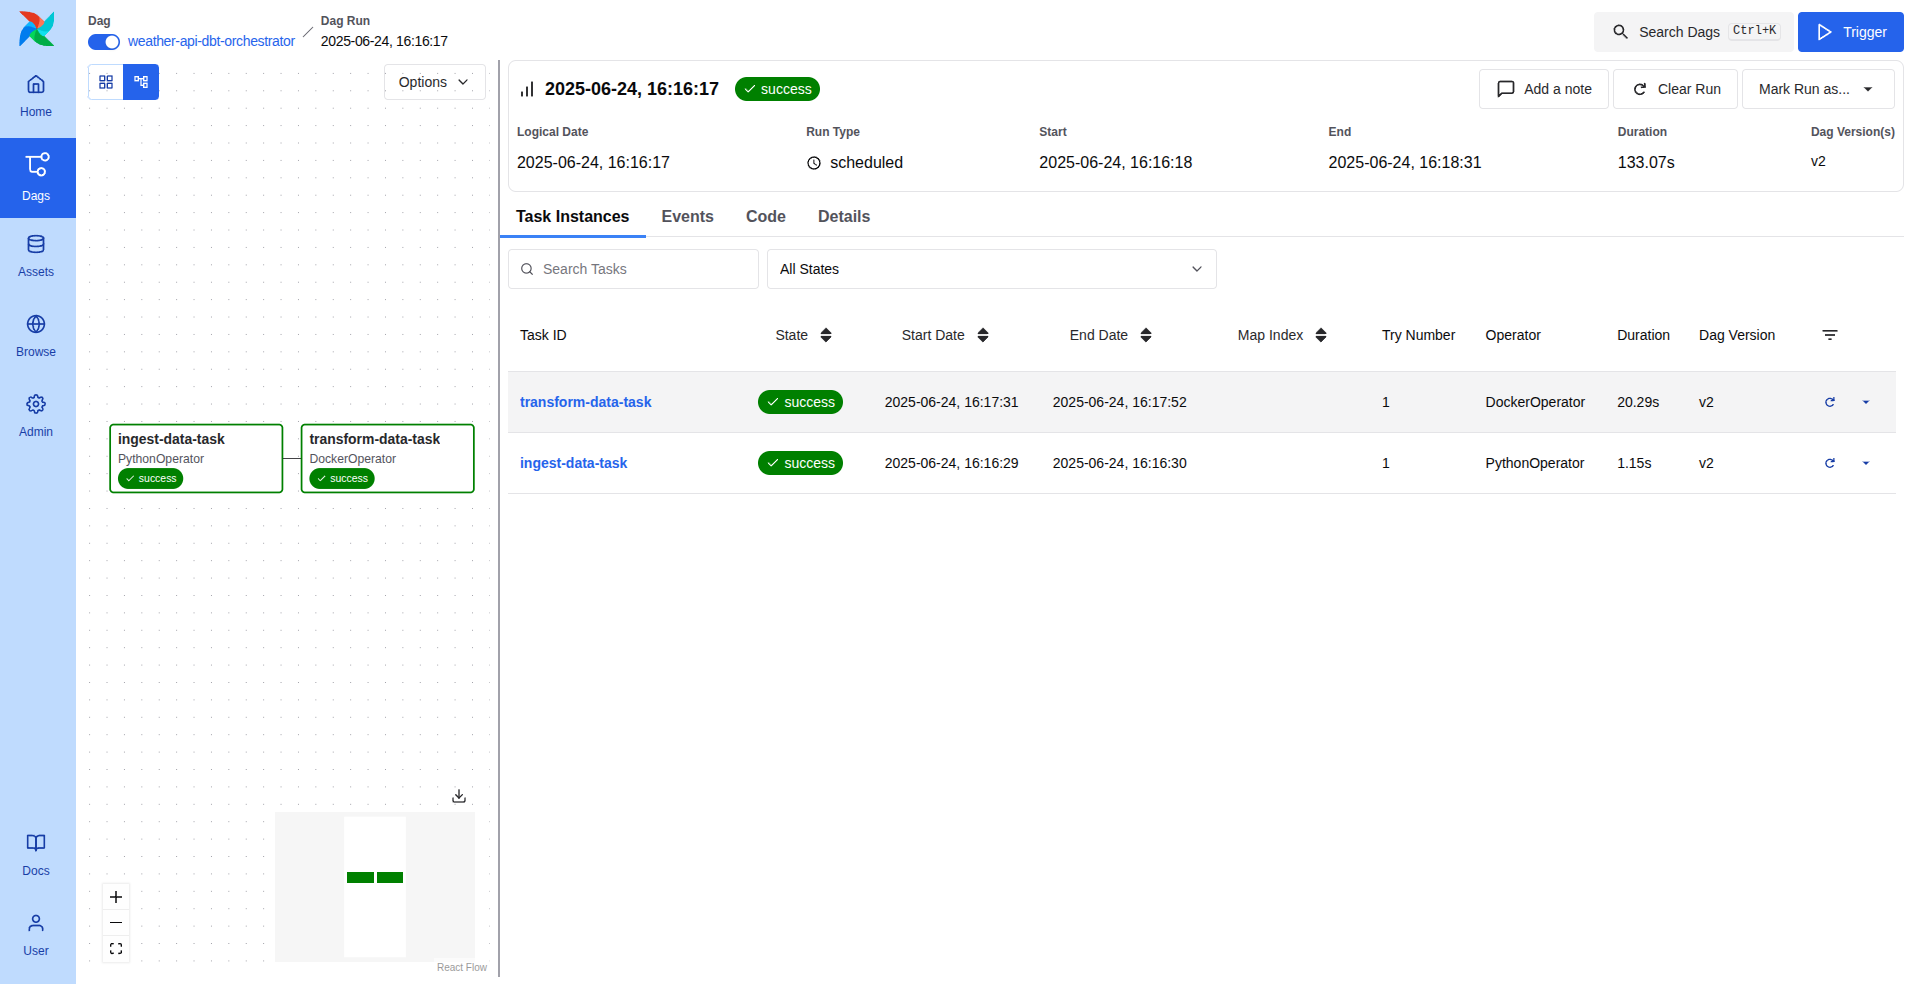 Dag
weather-api-dbt-orchestrator
Dag Run
2025-06-24, 16:16:17
Search Dags Ctrl+K
Trigger
Home
Dags
Assets
Browse
Admin
Docs
User
Options
ingest-data-task
PythonOperator
success
transform-data-task
DockerOperator
success
React Flow
2025-06-24, 16:16:17 success
Add a note
Clear Run
Mark Run as...
Logical Date Run Type Start End Duration Dag Version(s)
2025-06-24, 16:16:17 scheduled 2025-06-24, 16:16:18 2025-06-24, 16:18:31 133.07s v2
Task Instances Events Code Details
Search Tasks
All States
Task ID State Start Date End Date Map Index Try Number Operator Duration Dag Version
transform-data-task success 2025-06-24, 16:17:31 2025-06-24, 16:17:52 1 DockerOperator 20.29s v2
ingest-data-task success 2025-06-24, 16:16:29 2025-06-24, 16:16:30 1 PythonOperator 1.15s v2